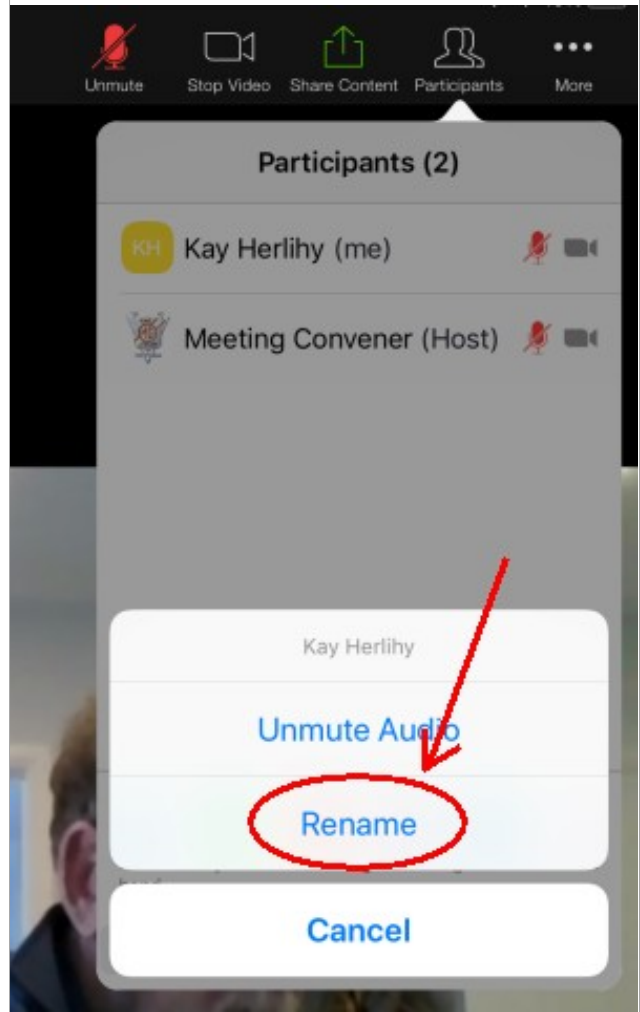 Unmute Stop Video Share Content Participants More
Participants (2)
KH Kay Herlihy (me)
Meeting Convener (Host)
Kay Herlihy
Unmute Audio
Rename
Cancel